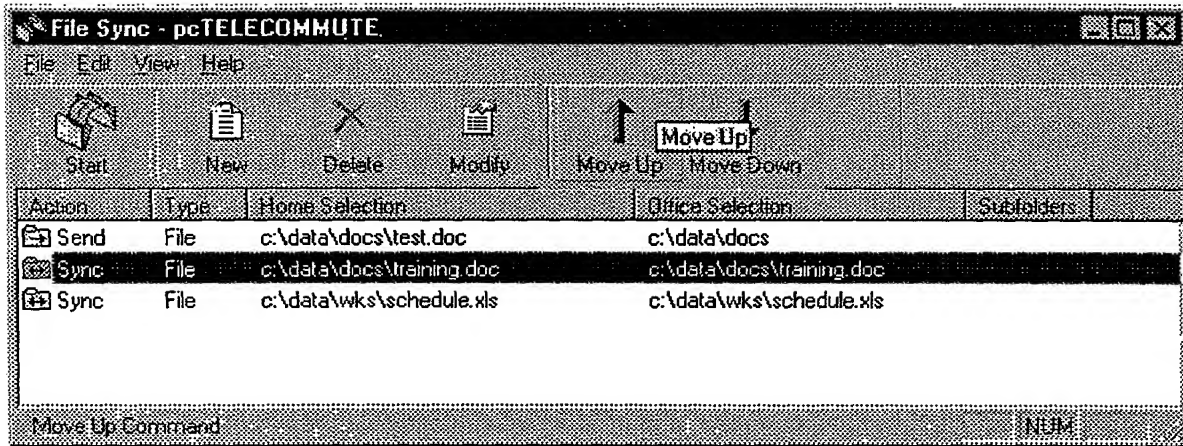 File Sync - pcTELECOMMUTE
File Edit View Help
Start New Delete Modify Move Up Move Down
Move Up
Action Type Home Selection Office Selection Subfolders
Send File c:\data\docs\test.doc c:\data\docs
Sync File c:\data\docs\training.doc c:\data\docs\training.doc
Sync File c:\data\wks\schedule.xls c:\data\wks\schedule.xls
Move Up Command NUM